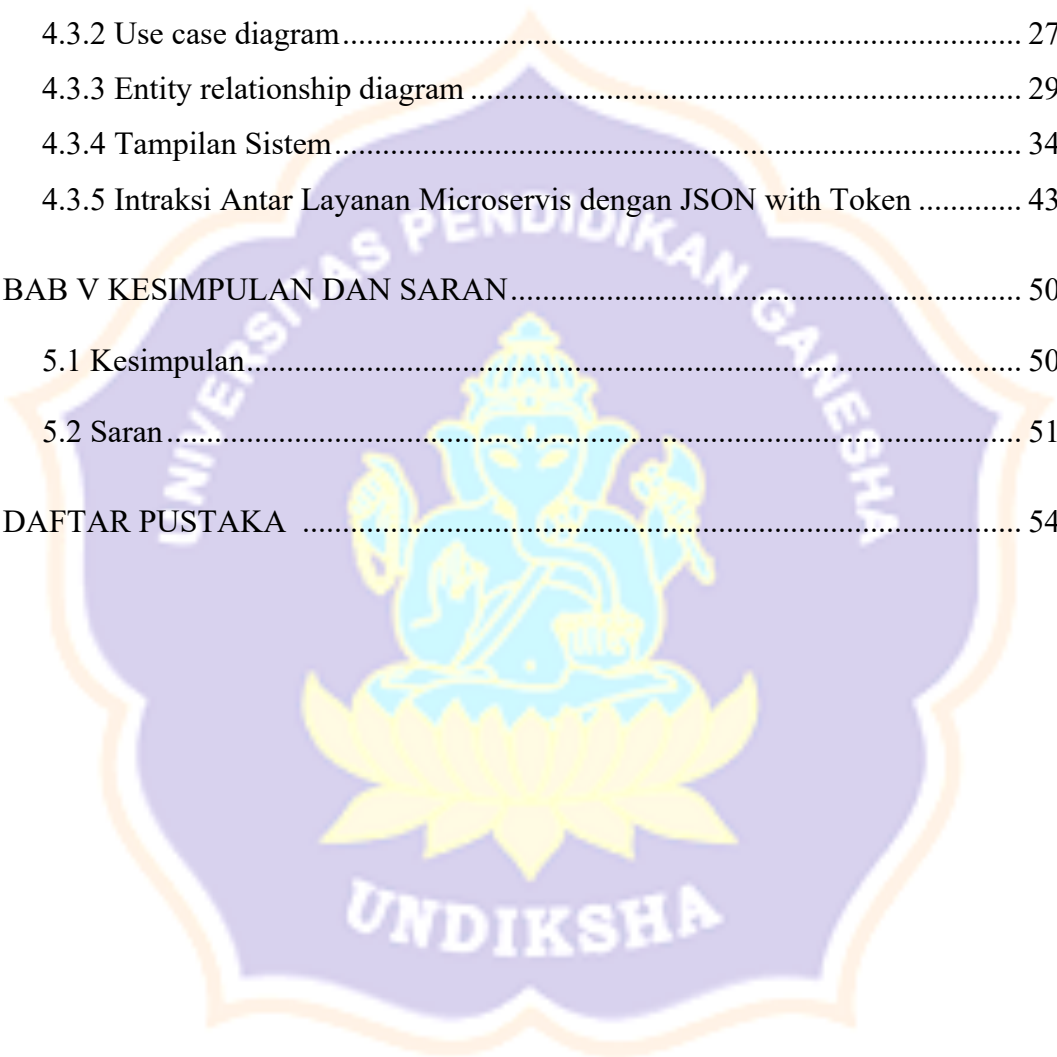 4.3.2 Use case diagram.................................................................................... 27
4.3.3 Entity relationship diagram .................................................................... 29
4.3.4 Tampilan Sistem..................................................................................... 34
4.3.5 Intraksi Antar Layanan Microservis dengan JSON with Token ............. 43
BAB V KESIMPULAN DAN SARAN............................................................... 50
5.1 Kesimpulan................................................................................................ 50
5.2 Saran.......................................................................................................... 51
DAFTAR PUSTAKA ......................................................................................... 54
UNIVERSITAS PENDIDIKAN GANESHA
UNDIKSHA